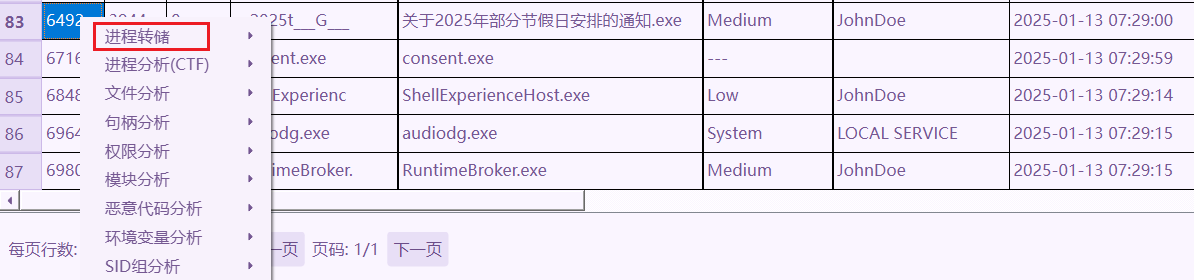 83 6492 2044 0 2025t___G___ 关于2025年部分节假日安排的通知.exe Medium JohnDoe 2025-01-13 07:29:00
进程转储
84 6716 ent.exe consent.exe --- 2025-01-13 07:29:59
进程分析(CTF)
85 6848 Experienc ShellExperienceHost.exe Low JohnDoe 2025-01-13 07:29:14
文件分析
86 6964 odg.exe audiodg.exe System LOCAL SERVICE 2025-01-13 07:29:15
句柄分析
权限分析
87 6980 timeBroker. RuntimeBroker.exe Medium JohnDoe 2025-01-13 07:29:15
模块分析
恶意代码分析
环境变量分析
每页行数: 一页 页码: 1/1 下一页
SID组分析